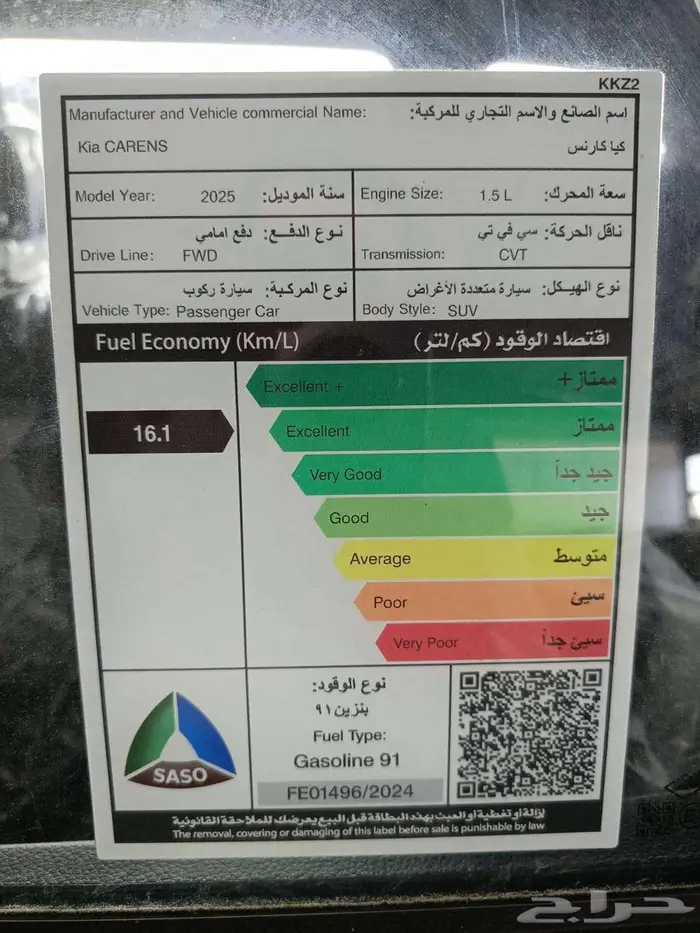 KKZ2
Manufacturer and Vehicle commercial Name: اسم الصانع والاسم التجاري للمركبة:
Kia CARENS كيا كارنس
Model Year: 2025 سنة الموديل:
Engine Size: 1.5 L سعة المحرك:
نوع الدفع: دفع امامي
Drive Line: FWD
ناقل الحركة: سي في تي
Transmission: CVT
نوع المركبة: سيارة ركوب
Vehicle Type: Passenger Car
نوع الهيكل: سيارة متعددة الأغراض
Body Style: SUV
Fuel Economy (Km/L) اقتصاد الوقود (كم/لتر)
Excellent + ممتاز+
16.1
Excellent ممتاز
Very Good جيد جداً
Good جيد
Average متوسط
Poor سيئ
Very Poor سيئ جداً
SASO
نوع الوقود:
بنزين ٩١
Fuel Type:
Gasoline 91
FE01496/2024
إزالة أو تغطية أو العبث بهذه البطاقة قبل البيع يعرضك للملاحقة القانونية
The removal, covering or damaging of this label before sale is punishable by law
حراج